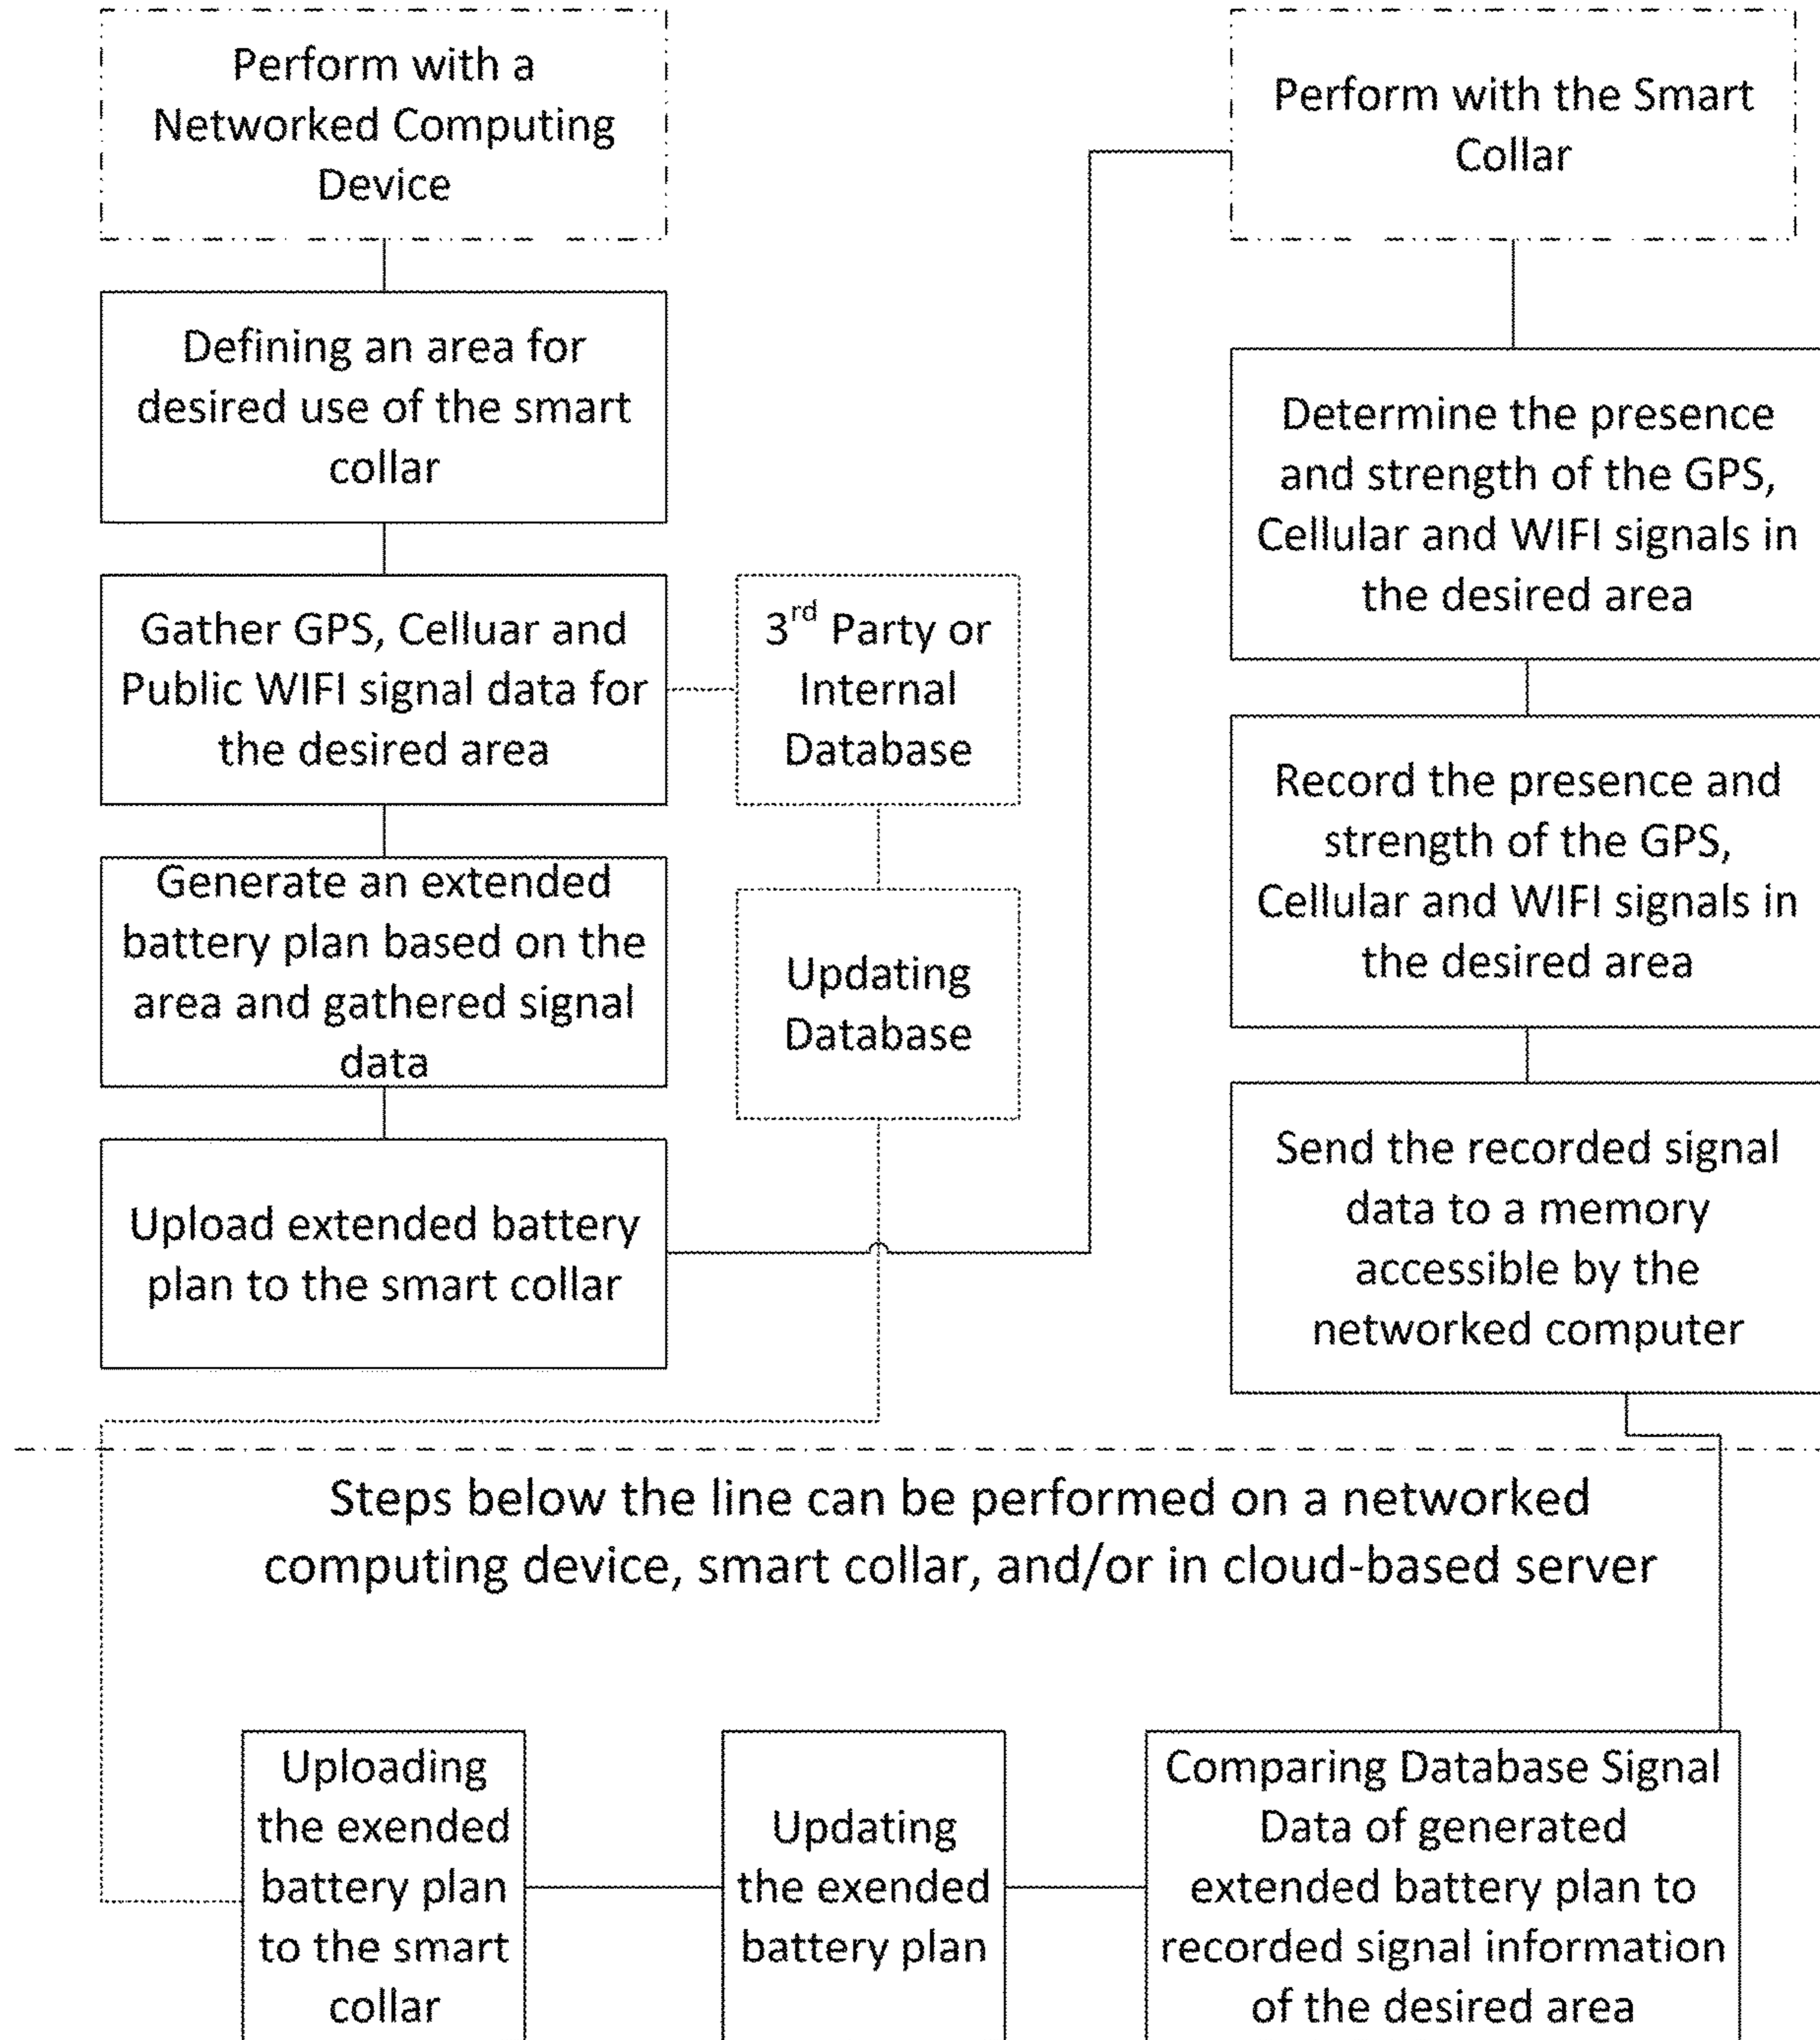 Perform with a
Networked Computing
Device
Defining an area for
desired use of the smart
collar
Gather GPS, Celluar and
Public WIFI signal data for
the desired area
3rd Party or
Internal
Database
Generate an extended
battery plan based on the
area and gathered signal
data
Updating
Database
Upload extended battery
plan to the smart collar
Perform with the Smart
Collar
Determine the presence
and strength of the GPS,
Cellular and WIFI signals in
the desired area
Record the presence and
strength of the GPS,
Cellular and WIFI signals in
the desired area
Send the recorded signal
data to a memory
accessible by the
networked computer
Steps below the line can be performed on a networked
computing device, smart collar, and/or in cloud-based server
Uploading
the exended
battery plan
to the smart
collar
Updating
the exended
battery plan
Comparing Database Signal
Data of generated
extended battery plan to
recorded signal information
of the desired area